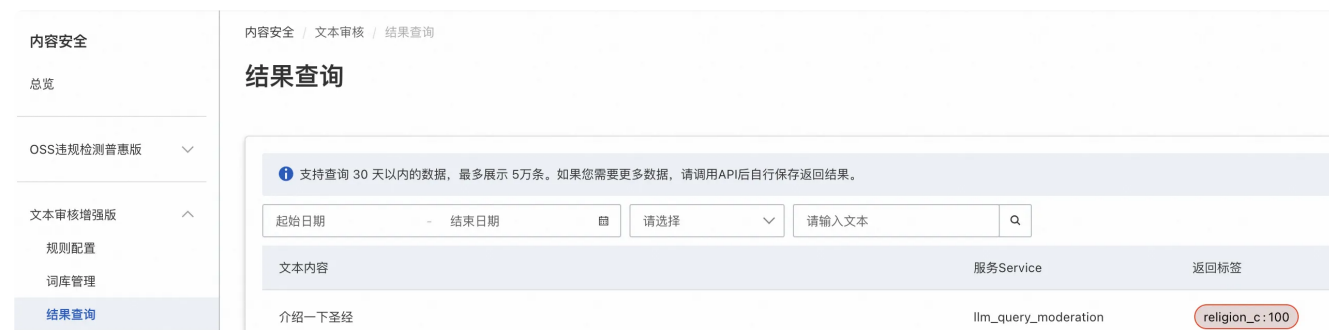 内容安全
总览
OSS违规检测普惠版
文本审核增强版
规则配置
词库管理
结果查询
内容安全 / 文本审核 / 结果查询
结果查询
支持查询 30 天以内的数据，最多展示 5万条。如果您需要更多数据，请调用API后自行保存返回结果。
起始日期 - 结束日期 请选择 请输入文本
文本内容 服务Service 返回标签
介绍一下圣经 llm_query_moderation religion_c:100